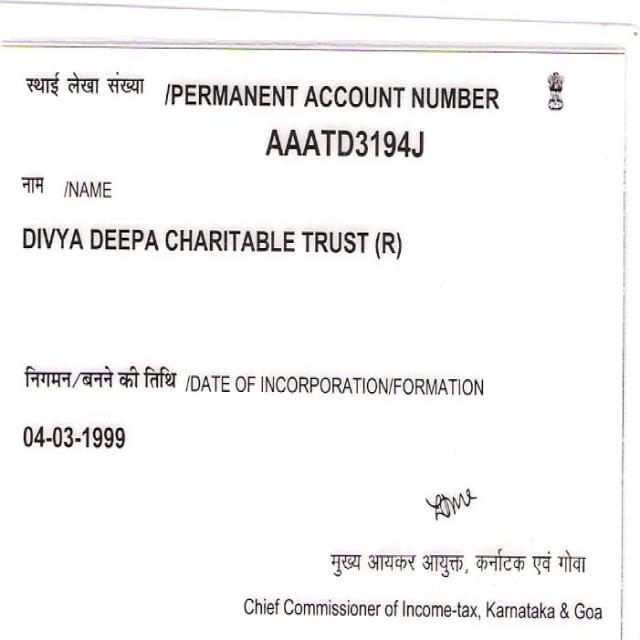 स्थाई लेखा संख्या /PERMANENT ACCOUNT NUMBER
AAATD3194J
नाम /NAME
DIVYA DEEPA CHARITABLE TRUST (R)
निगमन/बनने की तिथि /DATE OF INCORPORATION/FORMATION
04-03-1999
मुख्य आयकर आयुक्त, कर्नाटक एवं गोवा
Chief Commissioner of Income-tax, Karnataka & Goa